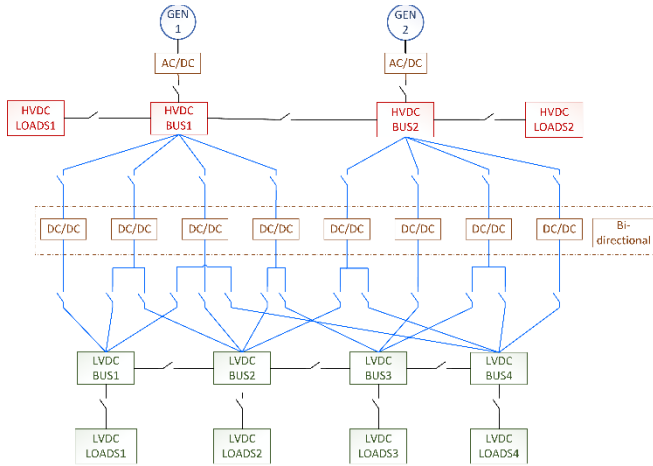 GEN
1
GEN
2
AC/DC
AC/DC
HVDC
LOADS1
HVDC
BUS1
HVDC
BUS2
HVDC
LOADS2
DC/DC
DC/DC
DC/DC
DC/DC
DC/DC
DC/DC
DC/DC
DC/DC
Bi-
directional
LVDC
BUS1
LVDC
BUS2
LVDC
BUS3
LVDC
BUS4
LVDC
LOADS1
LVDC
LOADS2
LVDC
LOADS3
LVDC
LOADS4